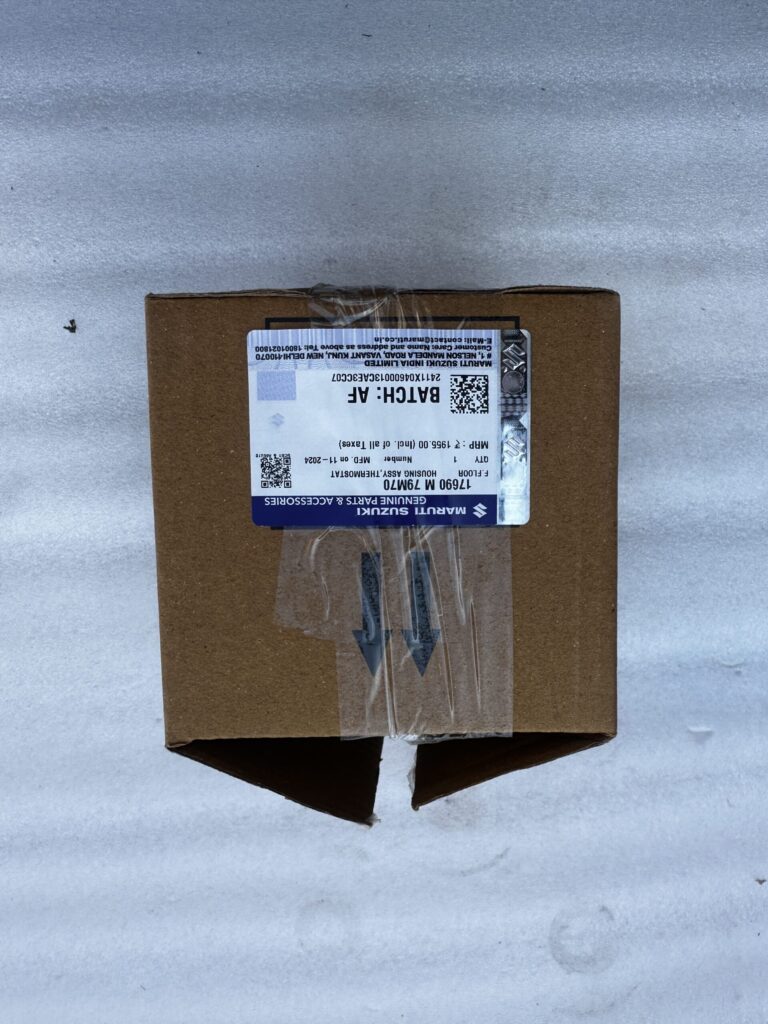 MARUTI SUZUKI
GENUINE PARTS & ACCESSORIES
17690 M 79M70
HOUSING ASSY,THERMOSTAT
F.FLOOR
QTY 1 Number MFD. on 11-2024
MRP : ₹ 1955.00 (Incl. of all Taxes)
BATCH: AF
2411X04600013CAE3CC07
MARUTI SUZUKI INDIA LIMITED
# 1, NELSON MANDELA ROAD, VASANT KUNJ, NEW DELHI-110070
Customer Care: Name and address as above Tel: 18001021800
E-Mail: contact@maruti.co.in